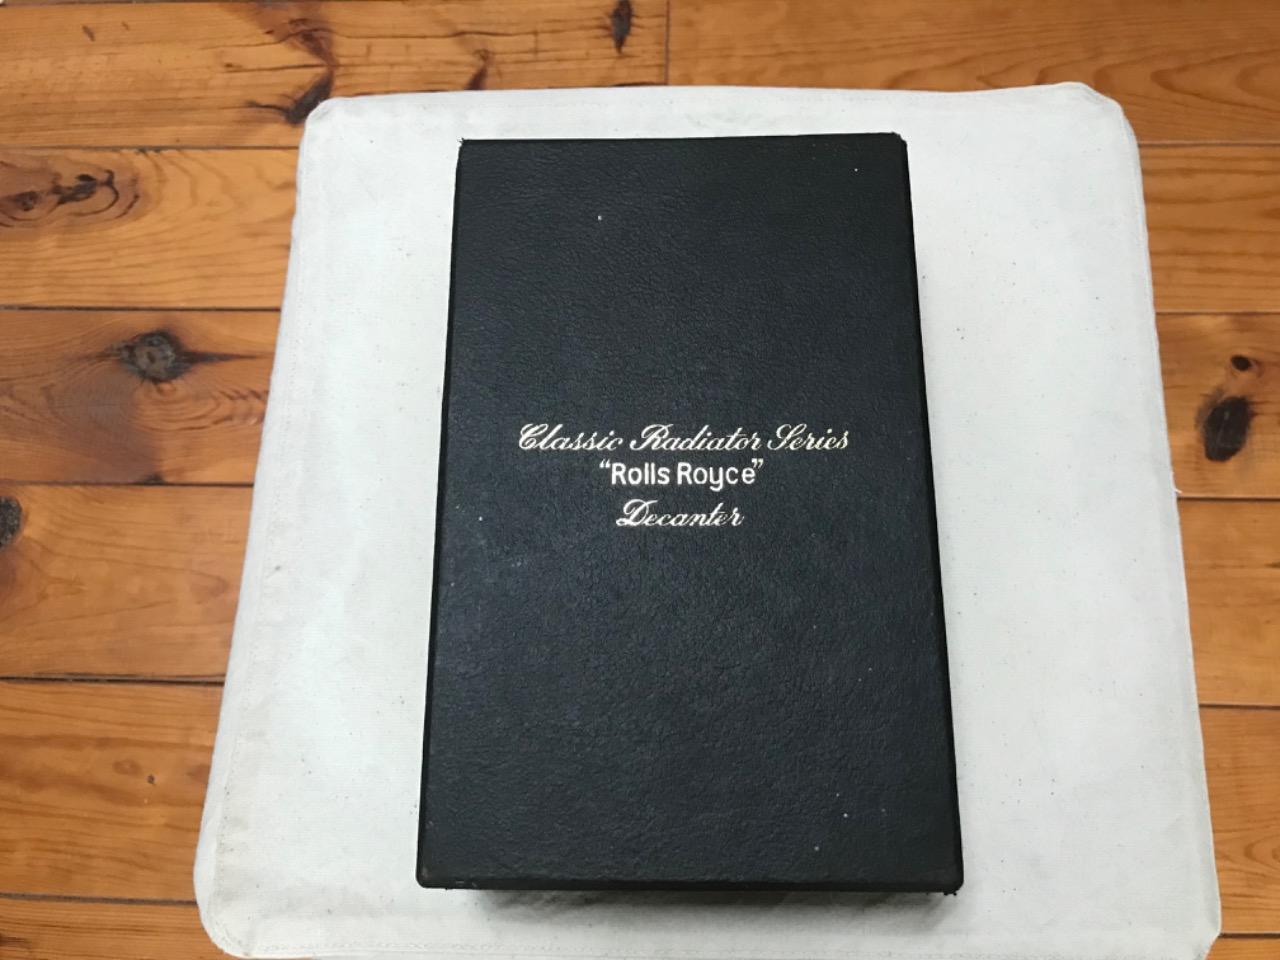 Classic Radiator Series
“Rolls Royce”
Decanter